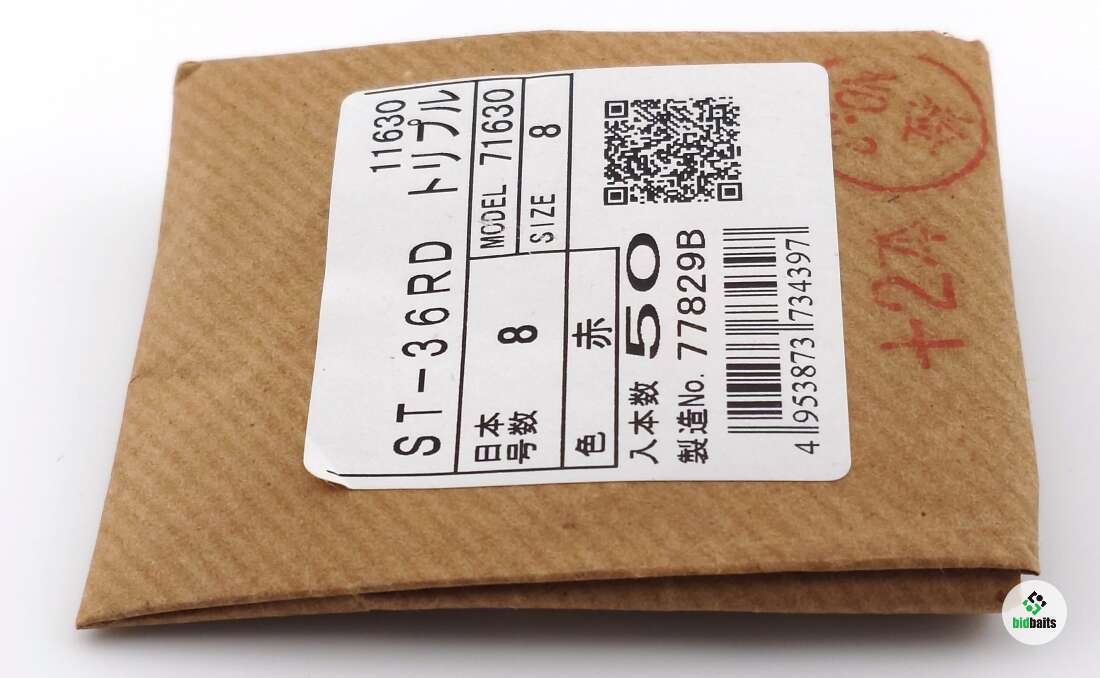 ST-36RD トリプル 11630
日本号数 8 MODEL 71630
SIZE 8
色 赤
入本数 50
製造No. 77829B
4 953873 734397
+2本
bidbaits